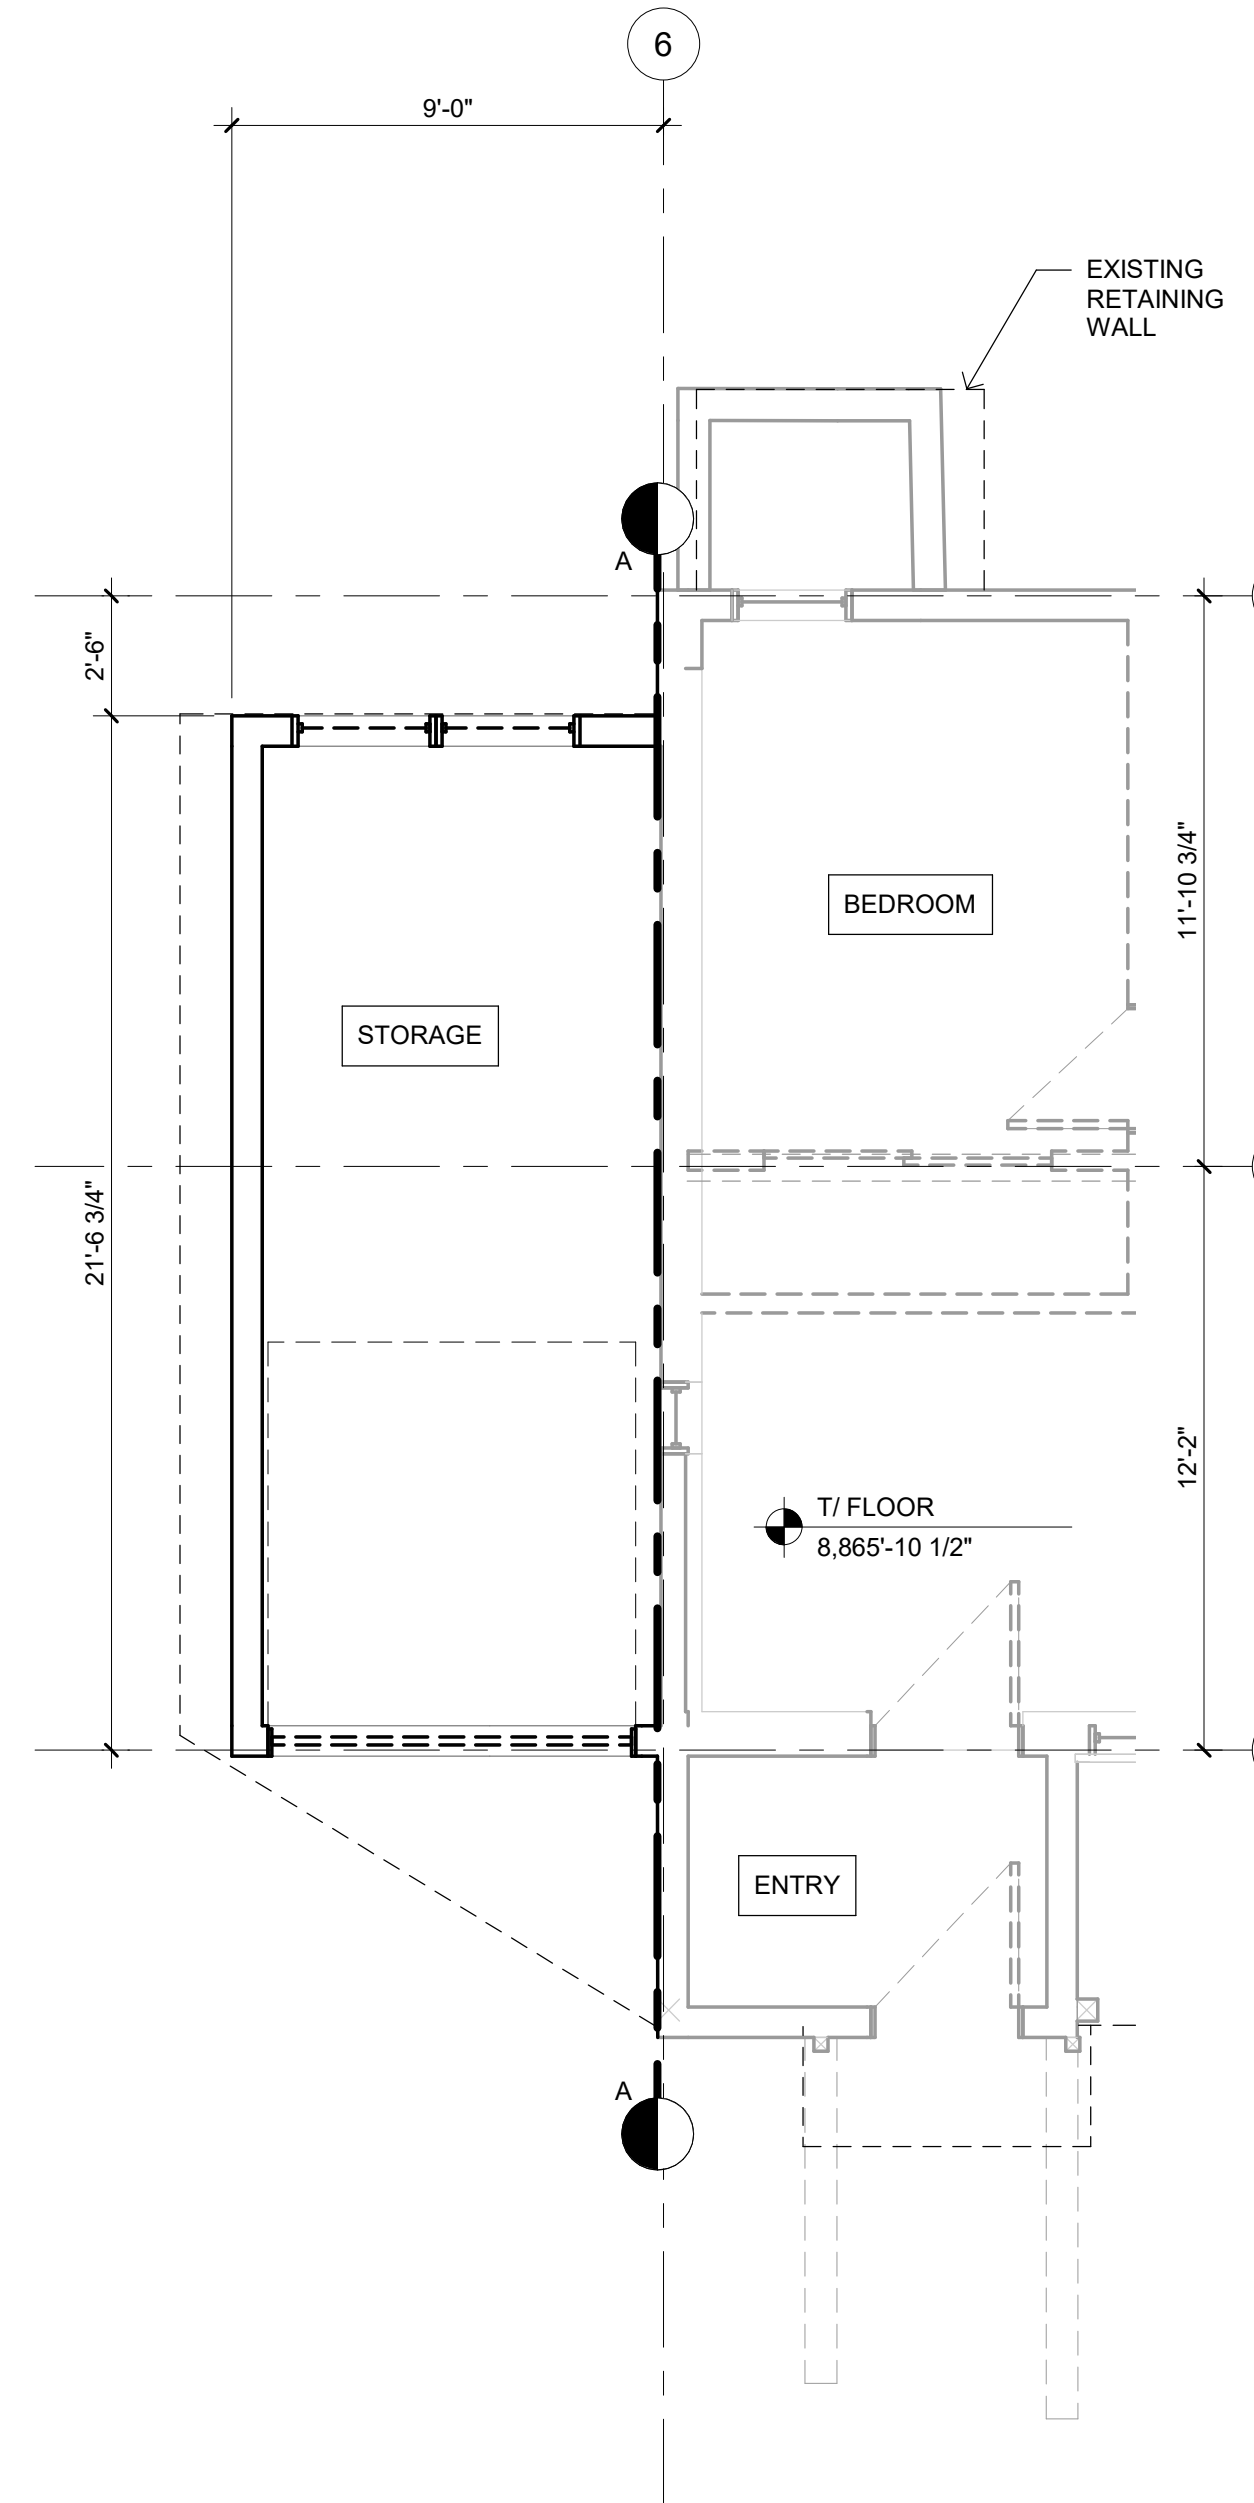 6
9'-0"
EXISTING
RETAINING
WALL
A
2'-6"
11'-10 3/4"
BEDROOM
STORAGE
21'-6 3/4"
12'-2"
T/ FLOOR
8,865'-10 1/2"
ENTRY
A